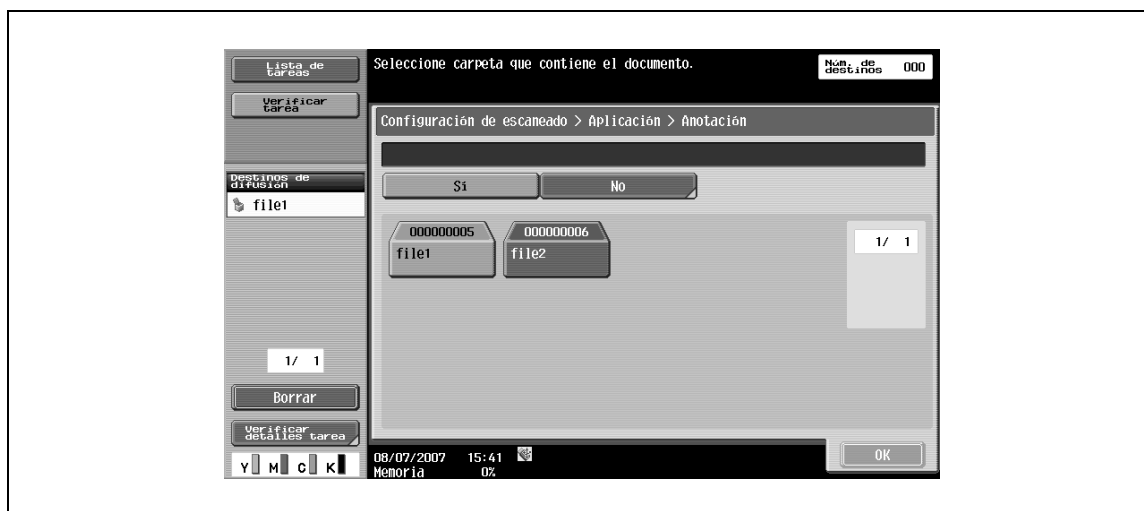 Lista de
tareas
Seleccione carpeta que contiene el documento.
Núm. de
destinos 000
Verificar
tarea
Configuración de escaneado > Aplicación > Anotación
Destinos de
difusión
Sí No
file1
000000005 000000006
file1 file2
1/ 1
1/ 1
Borrar
Verificar
detalles tarea
OK
Y M C K
08/07/2007 15:41
Memoria 0%